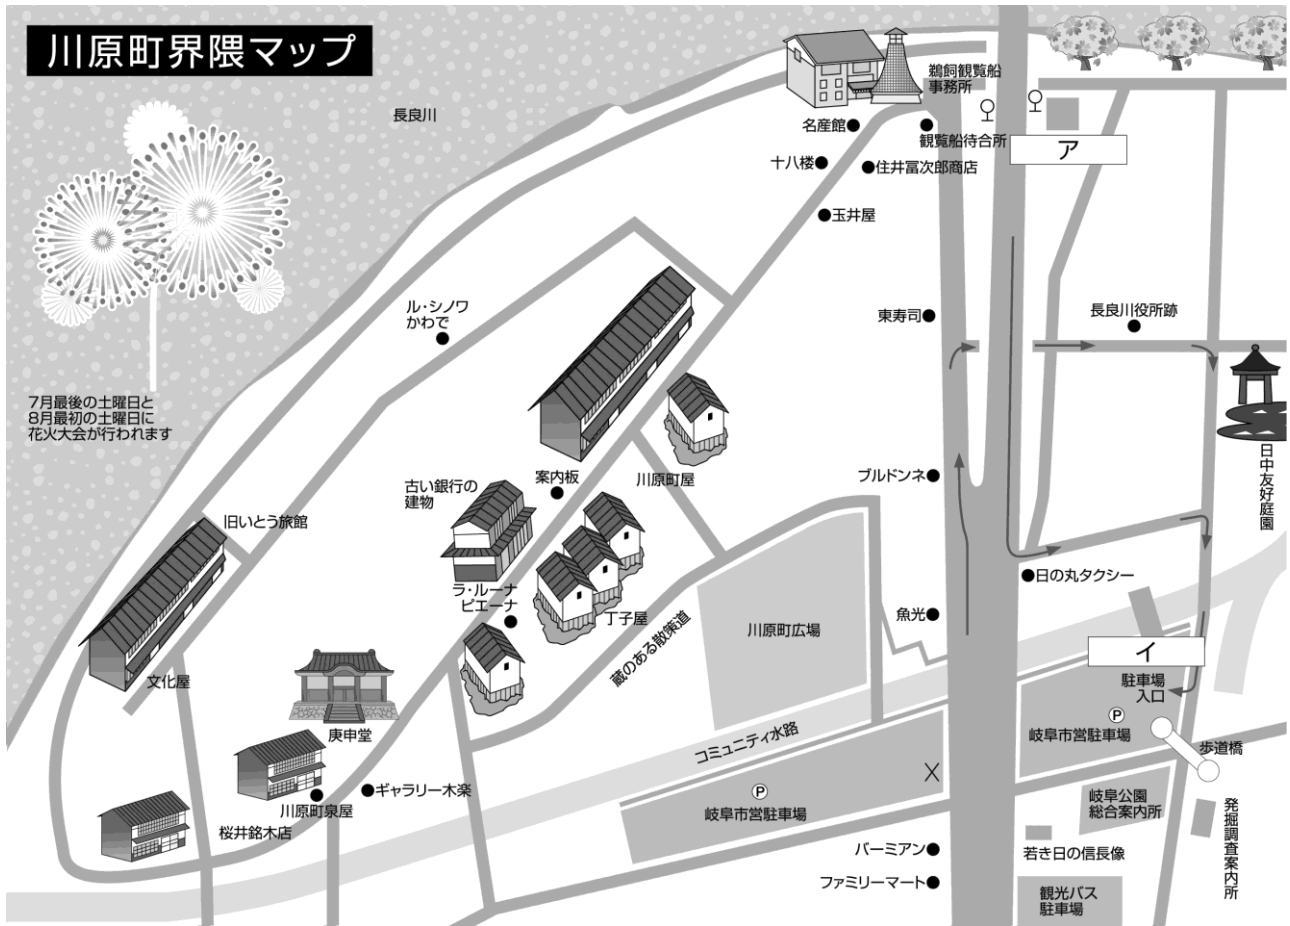 川原町界隈マップ
長良川
鵜飼観覧船
事務所
名産館
観覧船待合所
ア
十八楼
住井冨次郎商店
玉井屋
ル・シノワ
かわで
東寿司
長良川役所跡
7月最後の土曜日と
8月最初の土曜日に
花火大会が行われます
日中友好庭園
古い銀行の
建物
案内板
川原町屋
ブルドンネ
旧いとう旅館
ラ・ルーナ
ピエーナ
丁子屋
日の丸タクシー
魚光
川原町広場
蔵のある散策道
イ
文化屋
駐車場
入口
庚申堂
コミュニティ水路
P
岐阜市営駐車場
歩道橋
川原町泉屋
ギャラリー木楽
桜井銘木店
X
P
岐阜市営駐車場
岐阜公園
総合案内所
発掘調査案内所
バーミアン
若き日の信長像
ファミリーマート
観光バス
駐車場